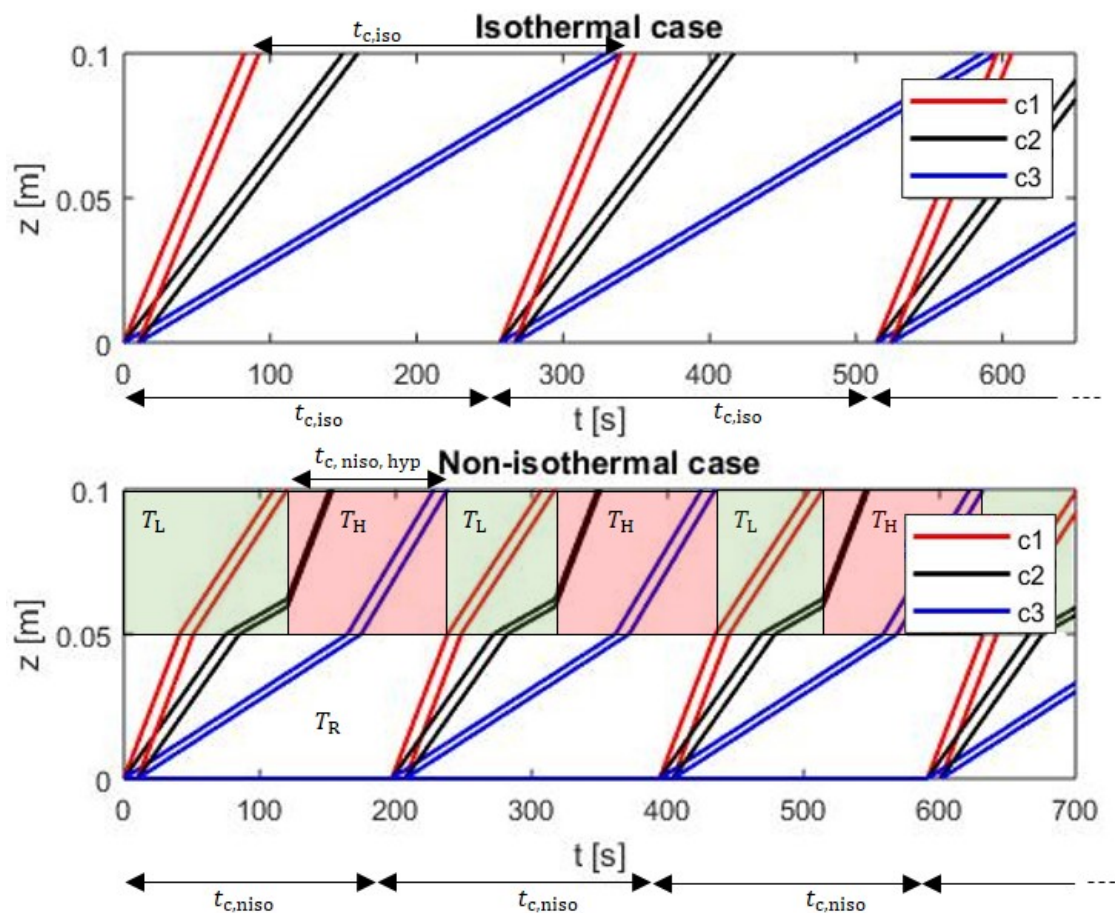 t_c,iso
Isothermal case
0.1
z [m]
0.05
0
c1
c2
c3
0 100 200 300 400 500 600
t_c,iso t_c,iso ---
t [s]
t_c, niso, hyp
Non-isothermal case
0.1
T_L T_H T_L T_H T_L T_H
c1
c2
c3
z [m]
0.05
T_R
0
0 100 200 300 400 500 600 700
t [s]
t_c,niso t_c,niso t_c,niso ---